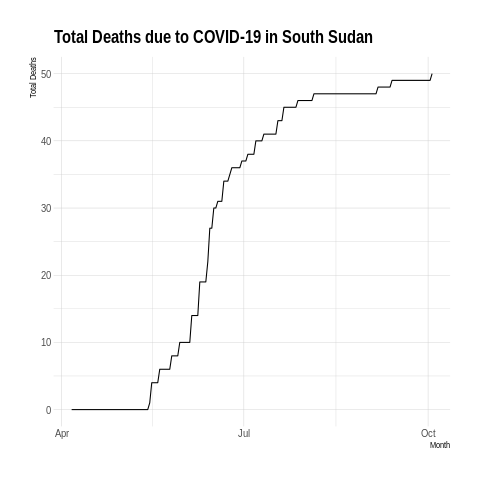 Total Deaths due to COVID-19 in South Sudan
Total Deaths
50
40
30
20
10
0
Apr
Jul
Oct
Month